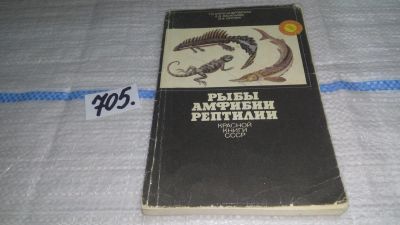 705.
РЫБЫ
АМФИБИИ
РЕПТИЛИИ
КРАСНОЙ
КНИГИ
СССР